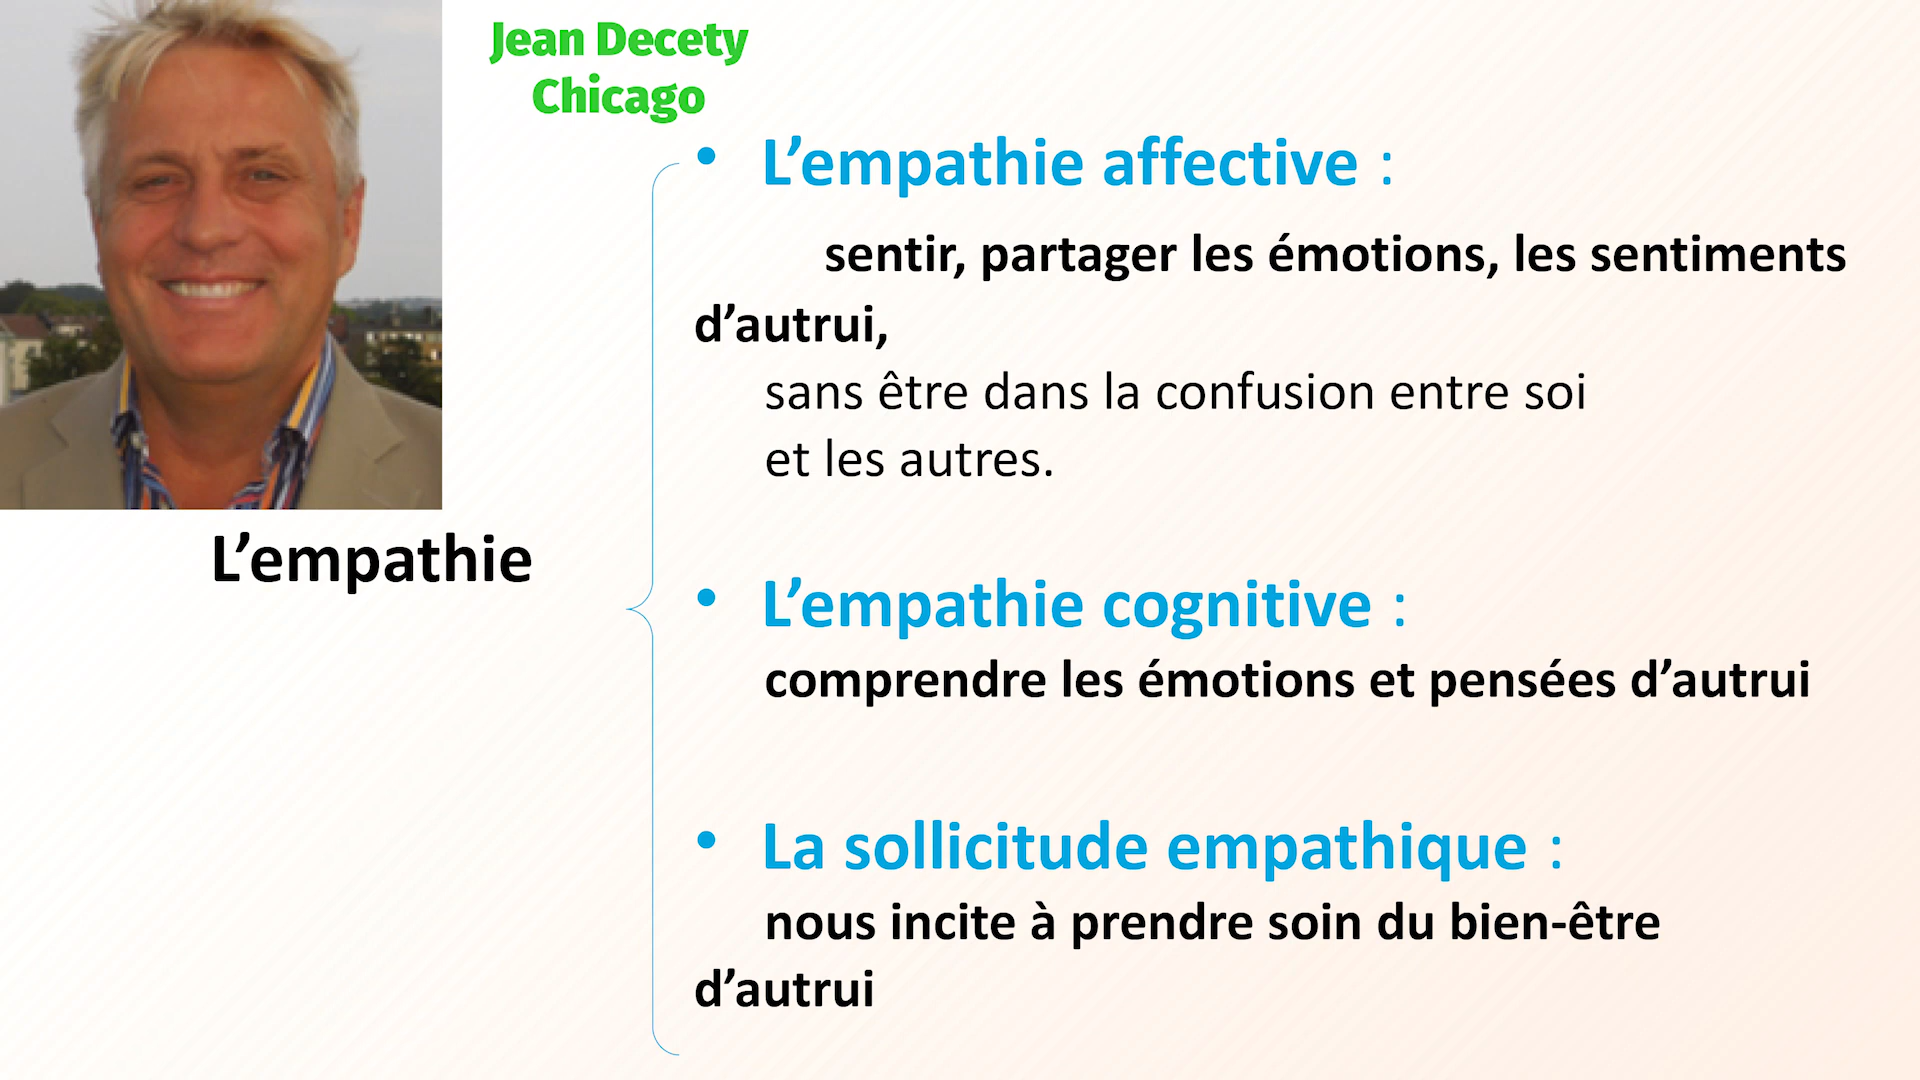 Jean Decety
Chicago
• L’empathie affective :
sentir, partager les émotions, les sentiments
d’autrui,
sans être dans la confusion entre soi
et les autres.
L’empathie
• L’empathie cognitive :
comprendre les émotions et pensées d’autrui
• La sollicitude empathique :
nous incite à prendre soin du bien-être
d’autrui